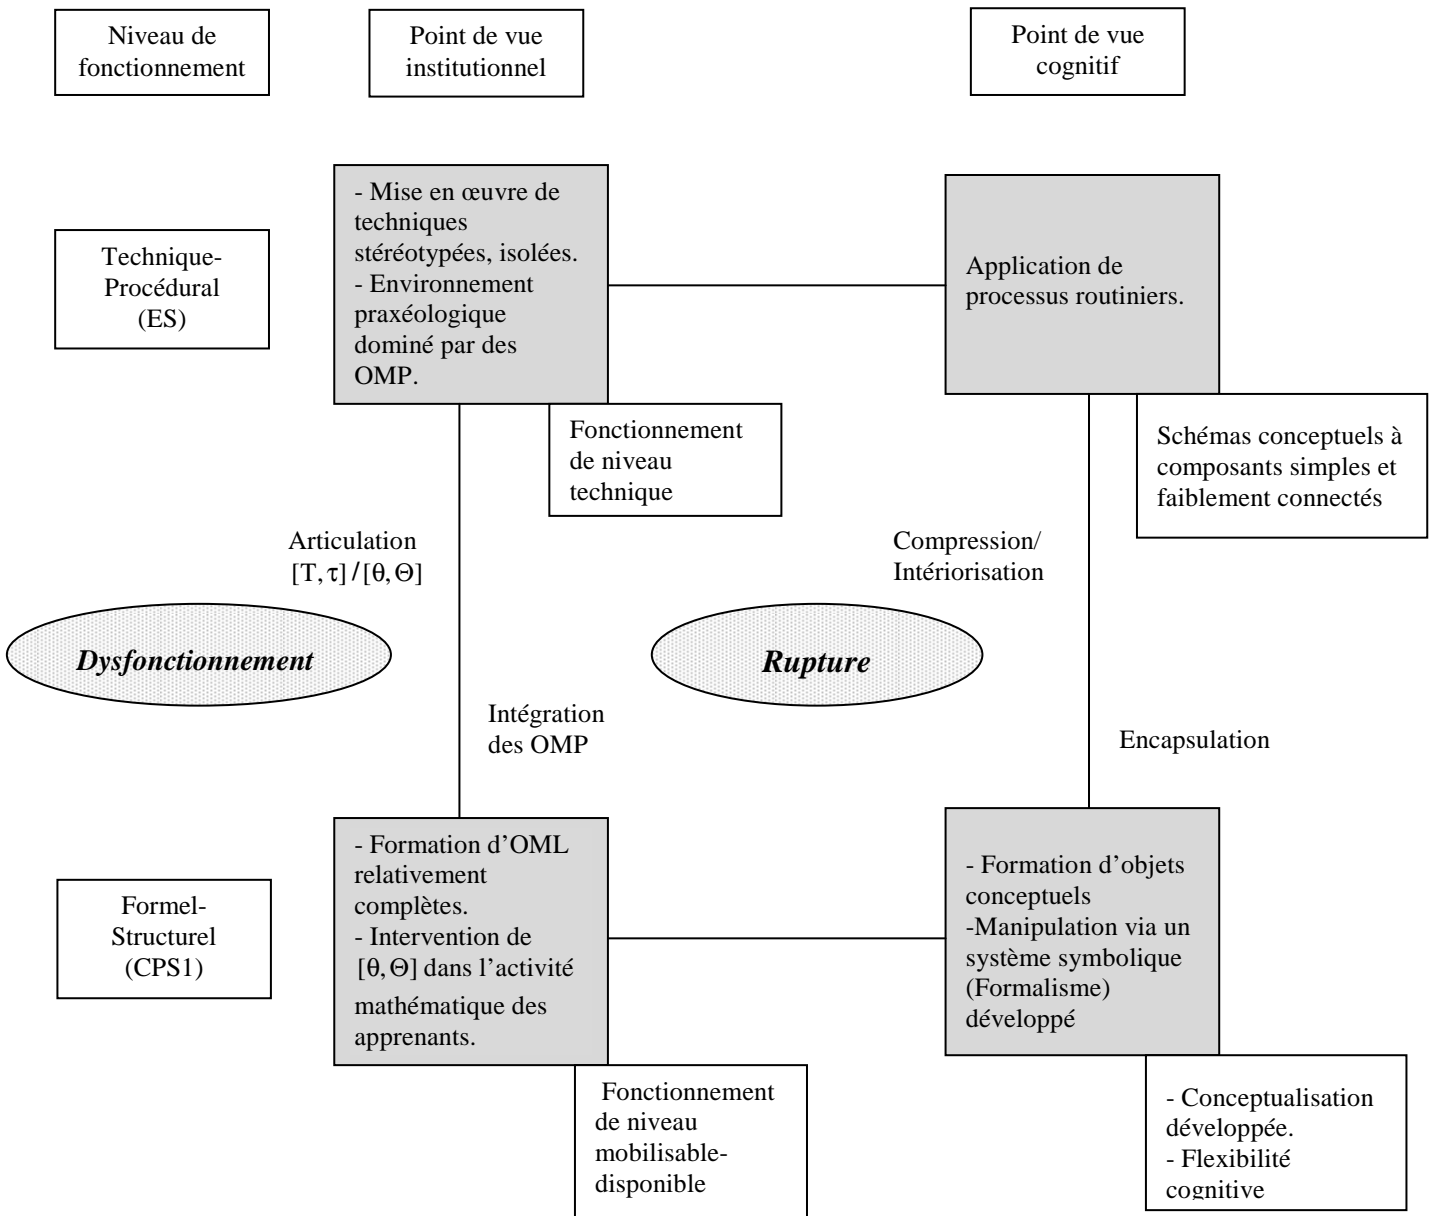 Niveau de
fonctionnement
Point de vue
institutionnel
Point de vue
cognitif
Technique-
Procédural
(ES)
- Mise en œuvre de
techniques
stéréotypées, isolées.
- Environnement
praxéologique
dominé par des
OMP.
Fonctionnement
de niveau
technique
Application de
processus routiniers.
Schémas conceptuels à
composants simples et
faiblement connectés
Articulation
[T, τ] / [θ, Θ]
Compression/
Intériorisation
Dysfonctionnement
Rupture
Intégration
des OMP
Encapsulation
Formel-
Structurel
(CPS1)
- Formation d’OML
relativement
complètes.
- Intervention de
[θ, Θ] dans l’activité
mathématique des
apprenants.
Fonctionnement
de niveau
mobilisable-
disponible
- Formation d’objets
conceptuels
-Manipulation via un
système symbolique
(Formalisme)
développé
- Conceptualisation
développée.
- Flexibilité
cognitive